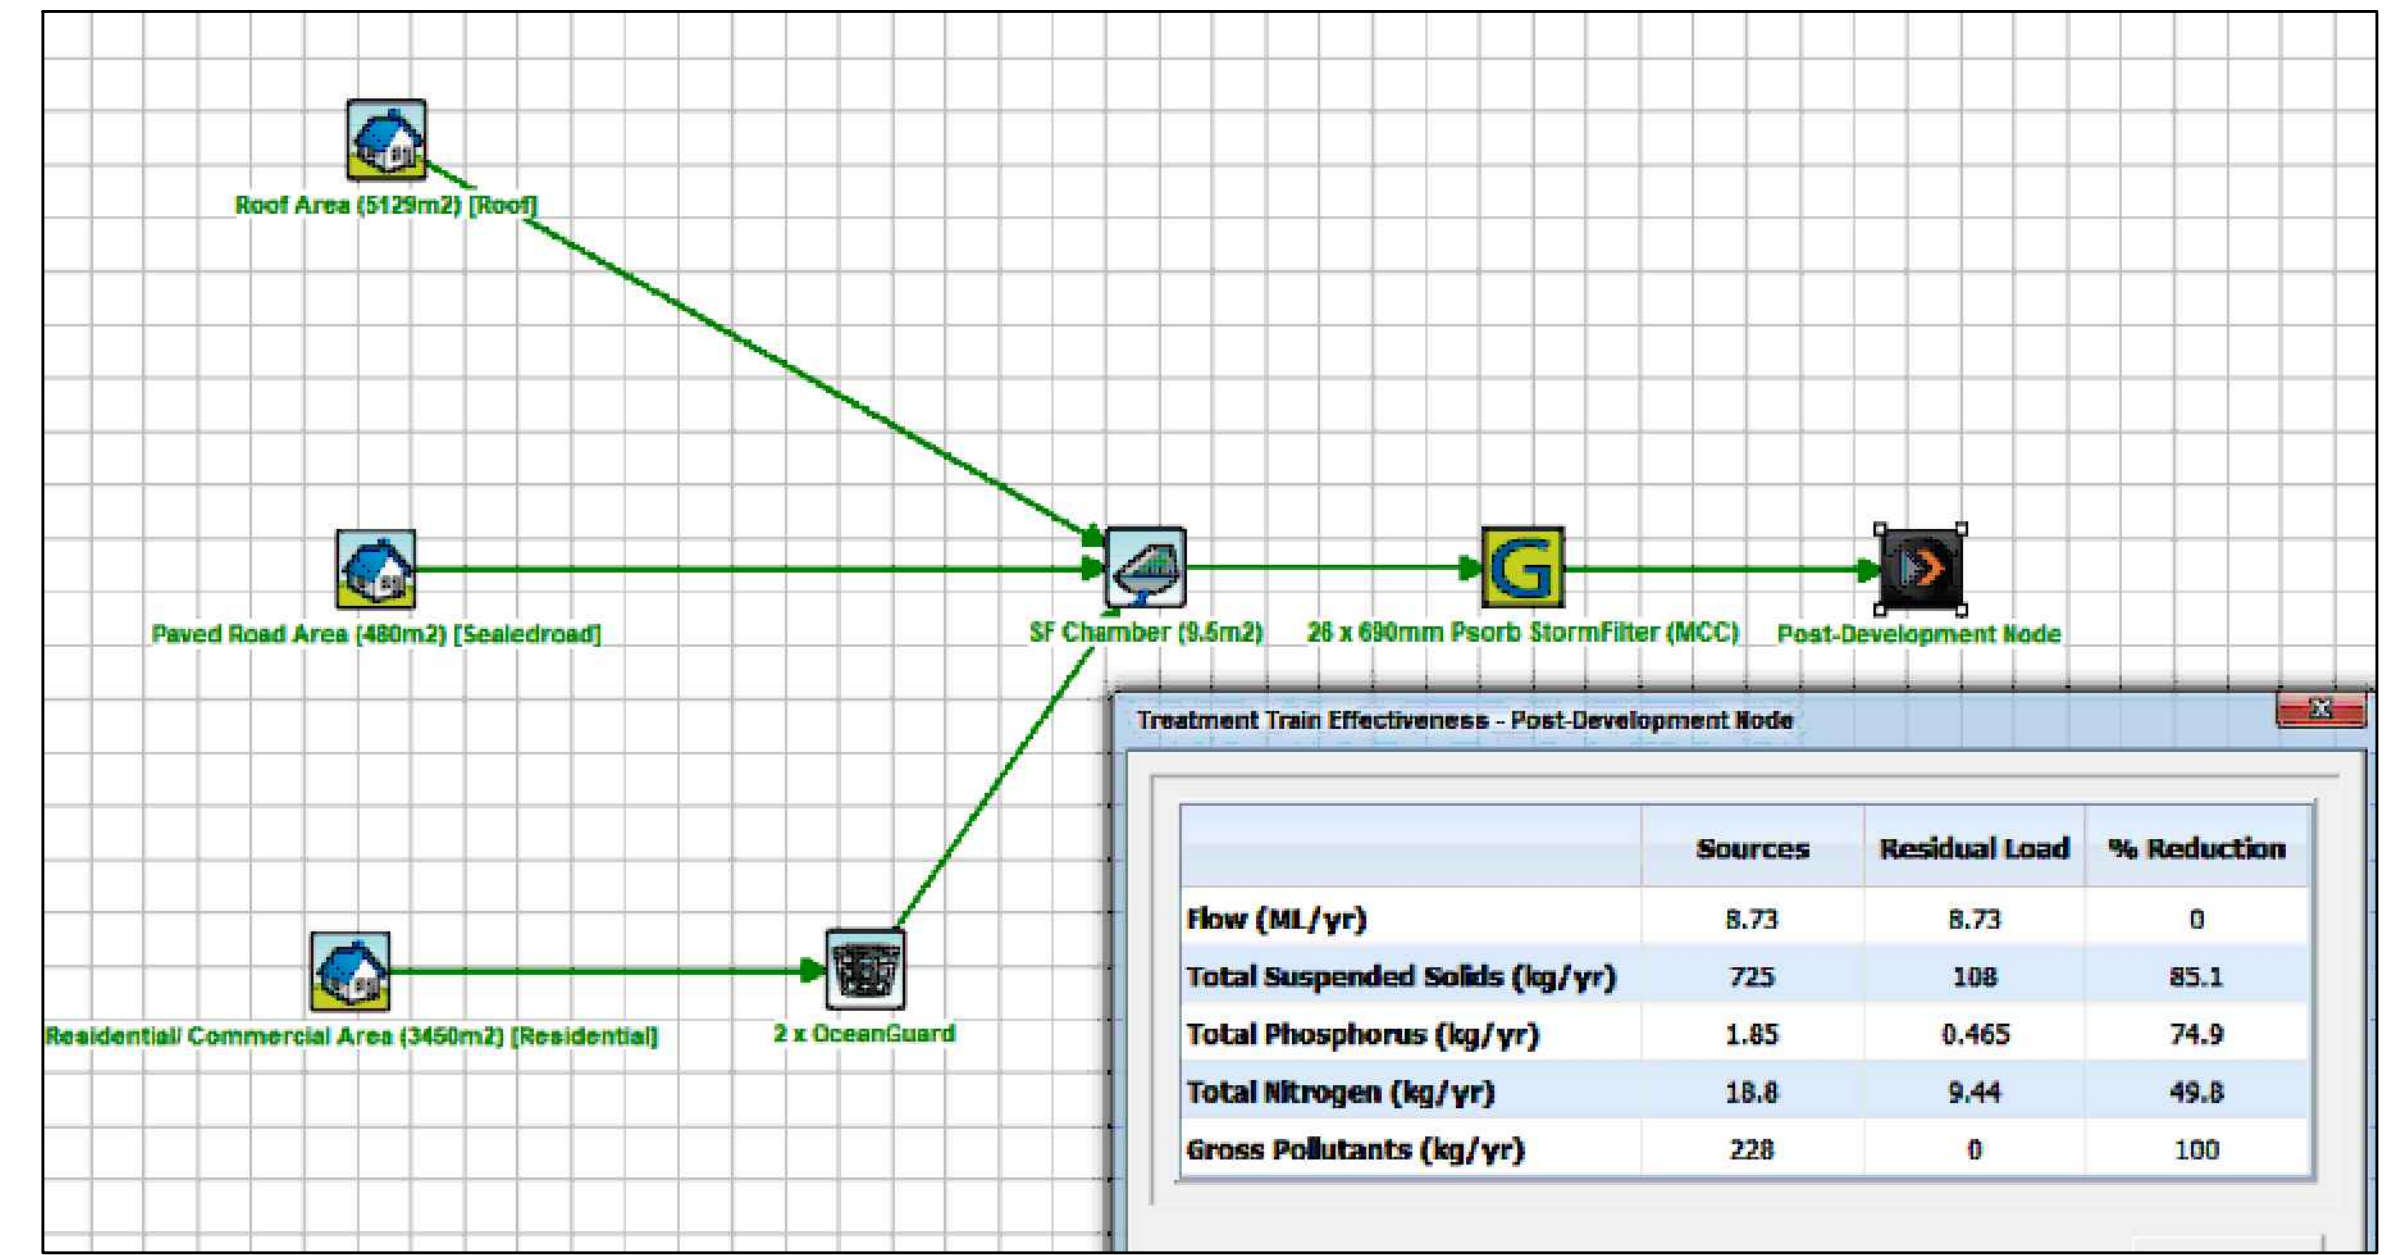 Roof Area (5129m2) [Roof]
Paved Road Area (480m2) [Sealedroad]
SF Chamber (9.5m2)
26 x 690mm Psorb StormFilter (MCC)
Post-Development Node
Residential/ Commercial Area (3450m2) [Residential]
2 x OceanGuard
Treatment Train Effectiveness - Post-Development Node
Sources Residual Load % Reduction
Flow (ML/yr) 8.73 8.73 0
Total Suspended Solids (kg/yr) 725 108 85.1
Total Phosphorus (kg/yr) 1.85 0.465 74.9
Total Nitrogen (kg/yr) 18.8 9.44 49.8
Gross Pollutants (kg/yr) 228 0 100